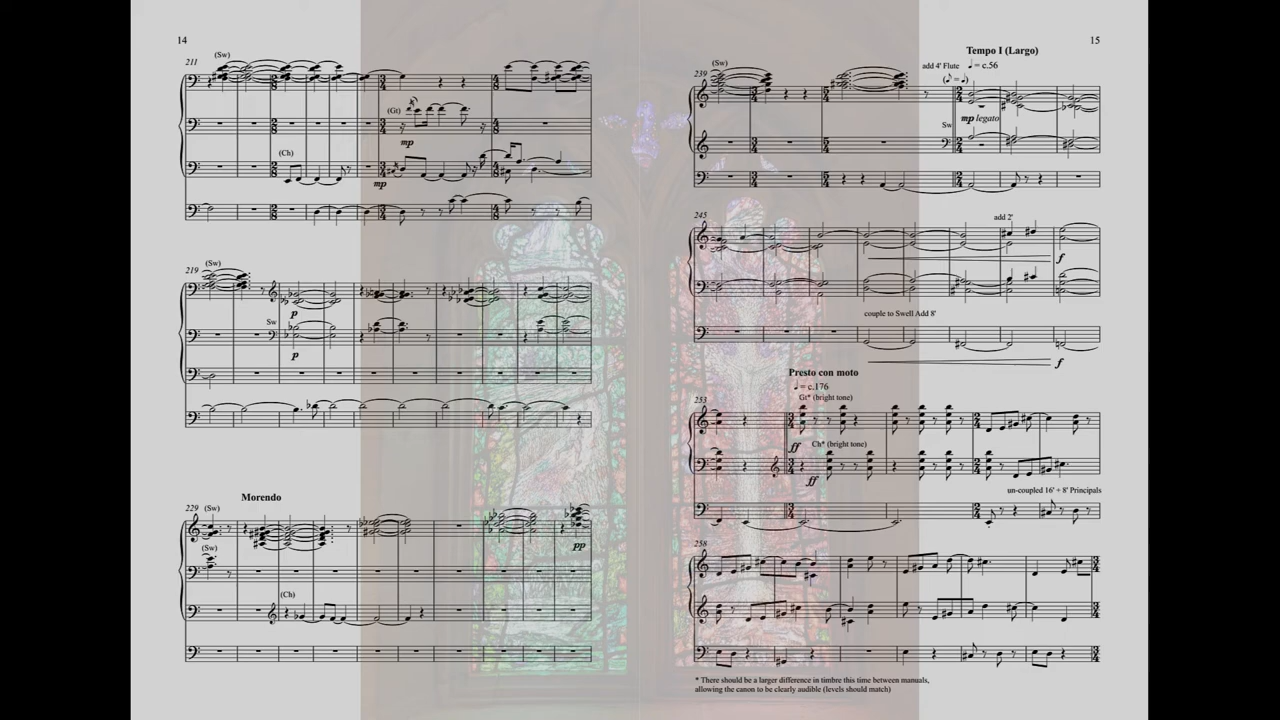 14
211
(Sw)
(Gt)
mp
(Ch)
mp
219
(Sw)
p
Sw
p
Morendo
229
(Sw)
(Sw)
pp
(Ch)
15
Tempo I (Largo)
add 4' Flute ♩ = c.56
239
(Sw)
(♪ = ♩)
mp legato
Sw
245
add 2'
f
couple to Swell Add 8'
f
Presto con moto
♩ = c.176
253
Gt* (bright tone)
ff
Ch* (bright tone)
ff
un-coupled 16' + 8' Principals
258
* There should be a larger difference in timbre this time between manuals,
allowing the canon to be clearly audible (levels should match)